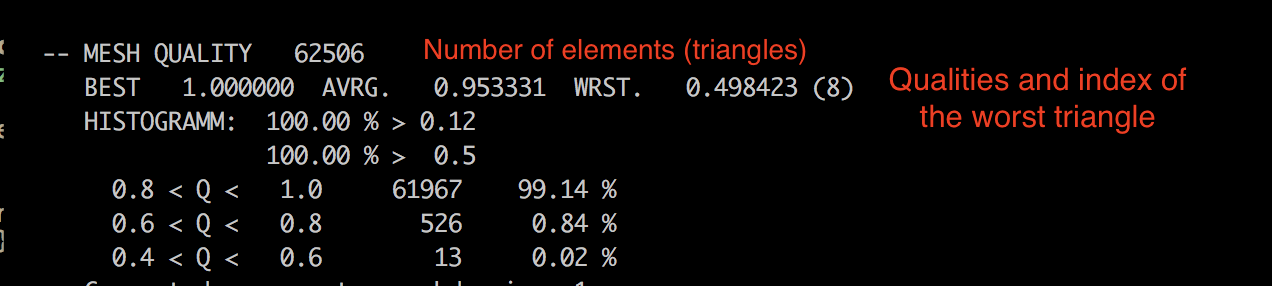 -- MESH QUALITY 62506 Number of elements (triangles)
BEST 1.000000 AVRG. 0.953331 WRST. 0.498423 (8) Qualities and index of
the worst triangle
HISTOGRAMM: 100.00 % > 0.12
100.00 % > 0.5
0.8 < Q < 1.0 61967 99.14 %
0.6 < Q < 0.8 526 0.84 %
0.4 < Q < 0.6 13 0.02 %